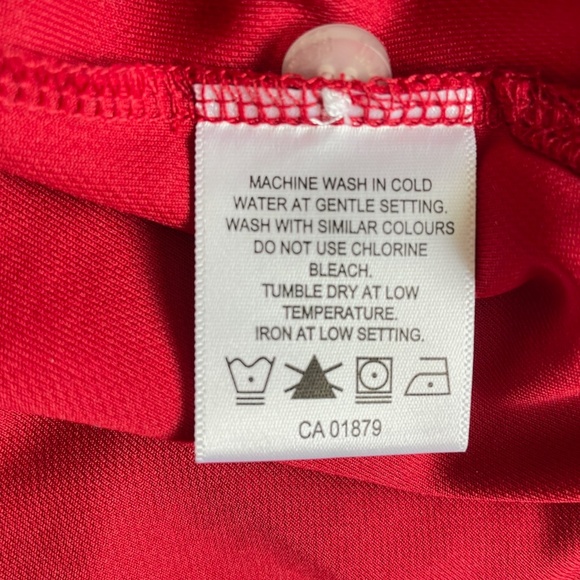 MACHINE WASH IN COLD
WATER AT GENTLE SETTING.
WASH WITH SIMILAR COLOURS
DO NOT USE CHLORINE
BLEACH.
TUMBLE DRY AT LOW
TEMPERATURE.
IRON AT LOW SETTING.
CA 01879